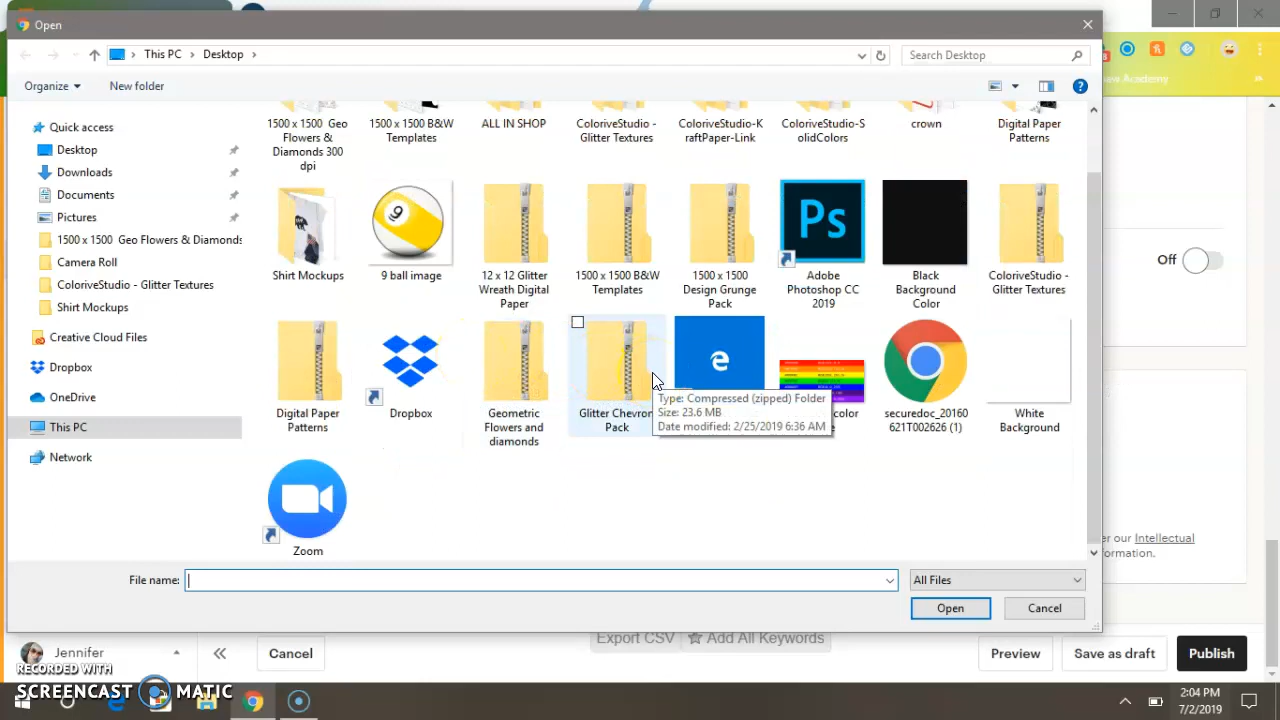 Open
This PC
Desktop
Search Desktop
Organize
New folder
Academy
Quick access
Desktop
Downloads
Documents
Pictures
1500 x 1500 Geo Flowers & Diamonds
Camera Roll
ColoriveStudio - Glitter Textures
Shirt Mockups
Creative Cloud Files
Dropbox
OneDrive
This PC
Network
1500 x 1500 Geo
Flowers &
Diamonds 300
dpi
1500 x 1500 B&W
Templates
ALL IN SHOP
ColoriveStudio -
Glitter Textures
ColoriveStudio-K
raftPaper-Link
ColoriveStudio-S
olidColors
crown
Digital Paper
Patterns
Shirt Mockups
9 ball image
12 x 12 Glitter
Wreath Digital
Paper
1500 x 1500 B&W
Templates
1500 x 1500
Design Grunge
Pack
Ps
Adobe
Photoshop CC
2019
Black
Background
Color
ColoriveStudio -
Glitter Textures
Digital Paper
Patterns
Dropbox
Geometric
Flowers and
diamonds
Glitter Chevron
Pack
Type: Compressed (zipped) Folder
Size: 23.6 MB
Date modified: 2/25/2019 6:36 AM
color
securedoc_20160
621T002626 (1)
White
Background
Zoom
Off
er our Intellectual
File name:
All Files
Open
Cancel
Export CSV
Add All Keywords
Jennifer
Cancel
Preview
Save as draft
Publish
RECORDED WITH
SCREENCAST MATIC
2:04 PM
7/2/2019